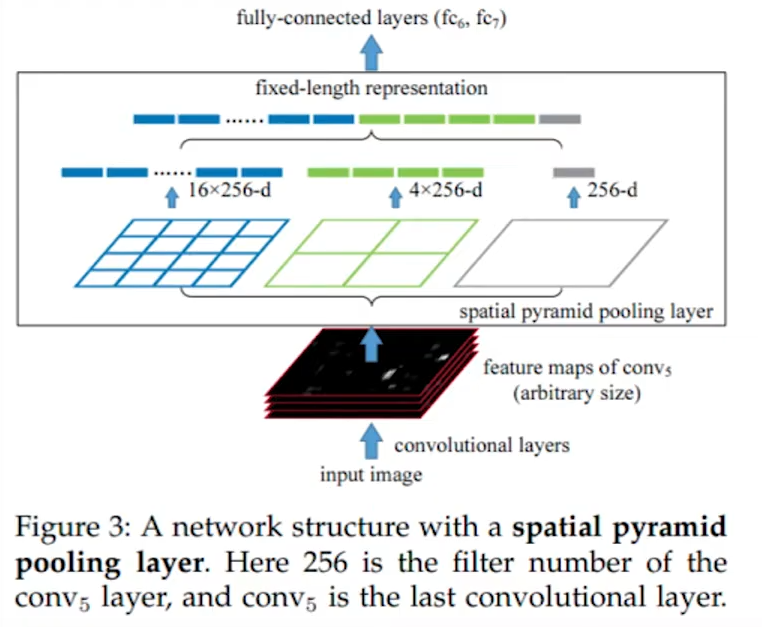 fully-connected layers (fc₆, fc₇)
fixed-length representation
......
......
16×256-d
4×256-d
256-d
spatial pyramid pooling layer
feature maps of conv₅
(arbitrary size)
convolutional layers
input image
Figure 3: A network structure with a spatial pyramid
pooling layer. Here 256 is the filter number of the
conv₅ layer, and conv₅ is the last convolutional layer.